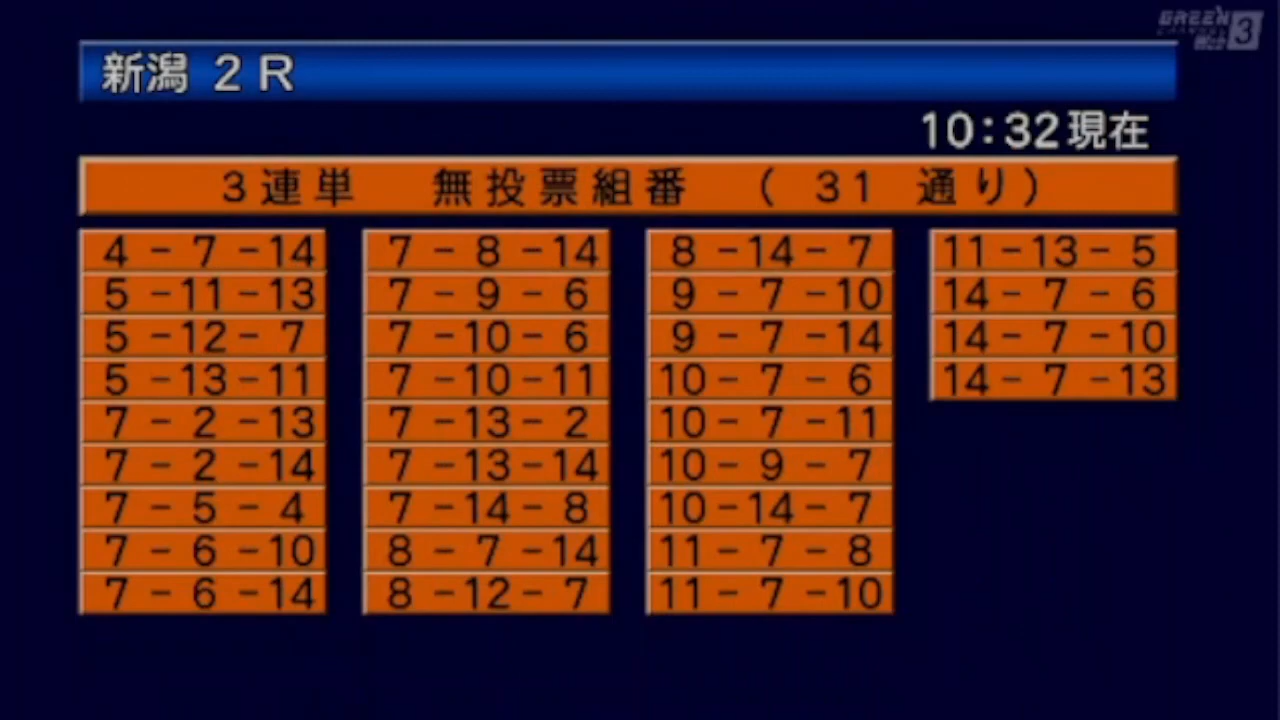 GREEN
CHANNEL
Web 3
新潟 2 R
10:32現在
3連単 無投票組番 ( 31 通り)
4 - 7 -14
5 -11 -13
5 -12 - 7
5 -13 -11
7 - 2 -13
7 - 2 -14
7 - 5 - 4
7 - 6 -10
7 - 6 -14
7 - 8 -14
7 - 9 - 6
7 -10 - 6
7 -10 -11
7 -13 - 2
7 -13 -14
7 -14 - 8
8 - 7 -14
8 -12 - 7
8 -14 - 7
9 - 7 -10
9 - 7 -14
10 - 7 - 6
10 - 7 -11
10 - 9 - 7
10 -14 - 7
11 - 7 - 8
11 - 7 -10
11 -13 - 5
14 - 7 - 6
14 - 7 -10
14 - 7 -13